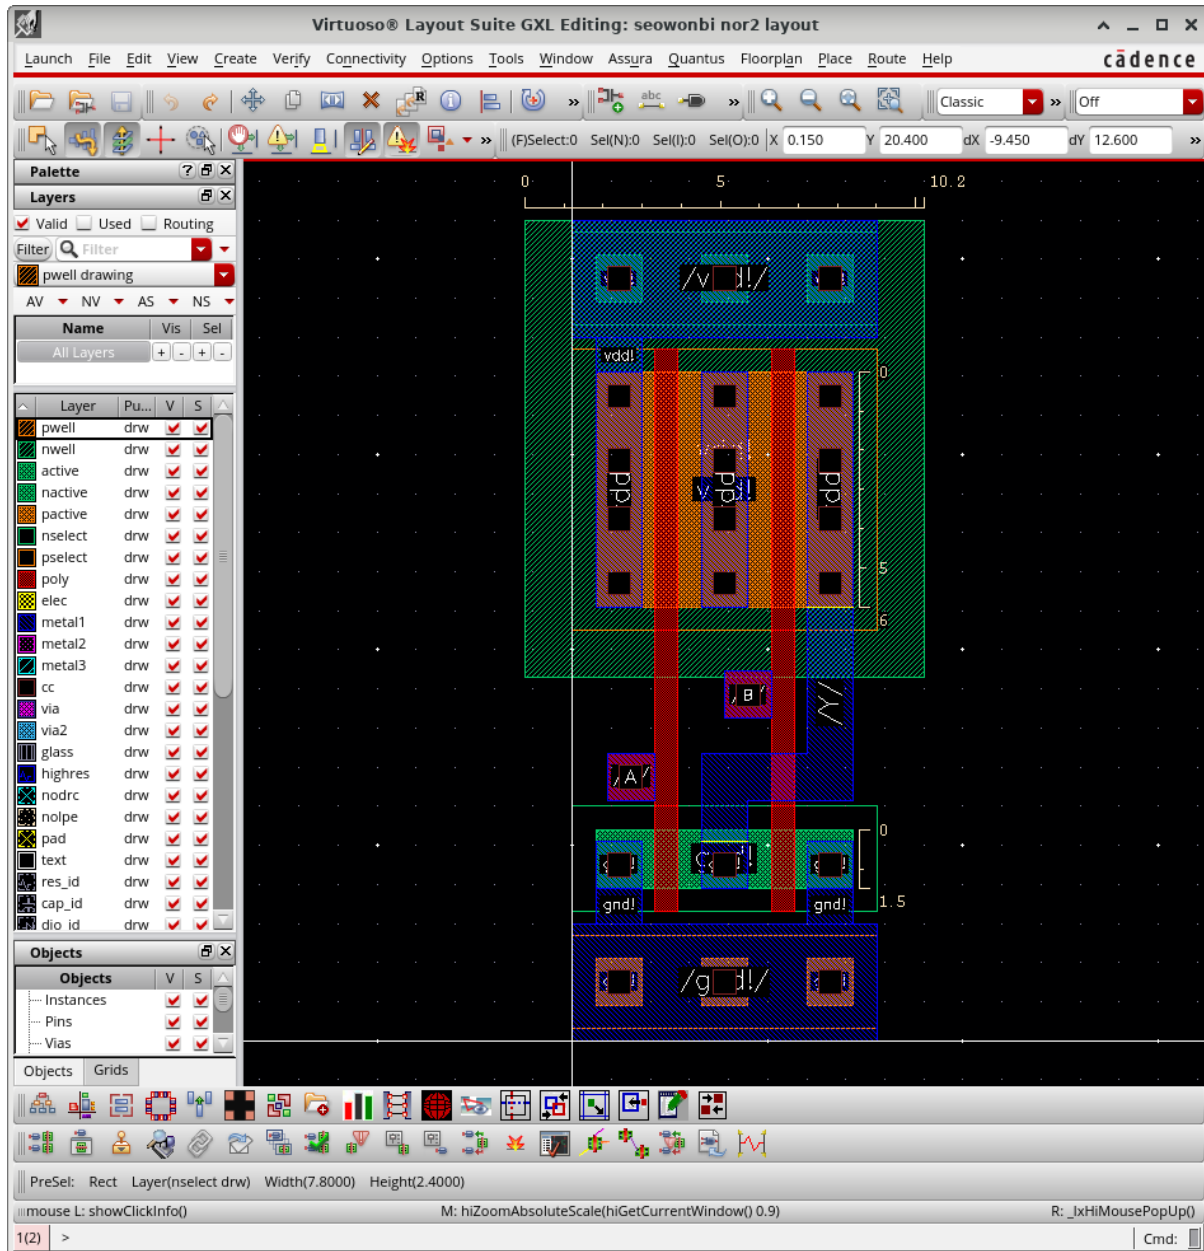 Virtuoso® Layout Suite GXL Editing: seowonbi nor2 layout
Launch File Edit View Create Verify Connectivity Options Tools Window Assura Quantus Floorplan Place Route Help
cādence
R abc Classic Off
(F)Select:0 Sel(N):0 Sel(I):0 Sel(O):0 X 0.150 Y 20.400 dX -9.450 dY 12.600
Palette
Layers
Valid Used Routing
Filter Filter
pwell drawing
AV NV AS NS
Name Vis Sel
All Layers + - + -
Layer Pu... V S
pwell drw
nwell drw
active drw
nactive drw
pactive drw
nselect drw
pselect drw
poly drw
elec drw
metal1 drw
metal2 drw
metal3 drw
cc drw
via drw
via2 drw
glass drw
highres drw
nodrc drw
nolpe drw
pad drw
text drw
res_id drw
cap_id drw
dio_id drw
Objects
Objects V S
Instances
Pins
Vias
Objects Grids
0 5 10.2
vdd!
0
5
6
B
/Y/
/A/
0
gnd! gnd!
1.5
PreSel: Rect Layer(nselect drw) Width(7.8000) Height(2.4000)
mouse L: showClickInfo() M: hiZoomAbsoluteScale(hiGetCurrentWindow() 0.9) R: _lxHiMousePopUp()
1(2) > Cmd: